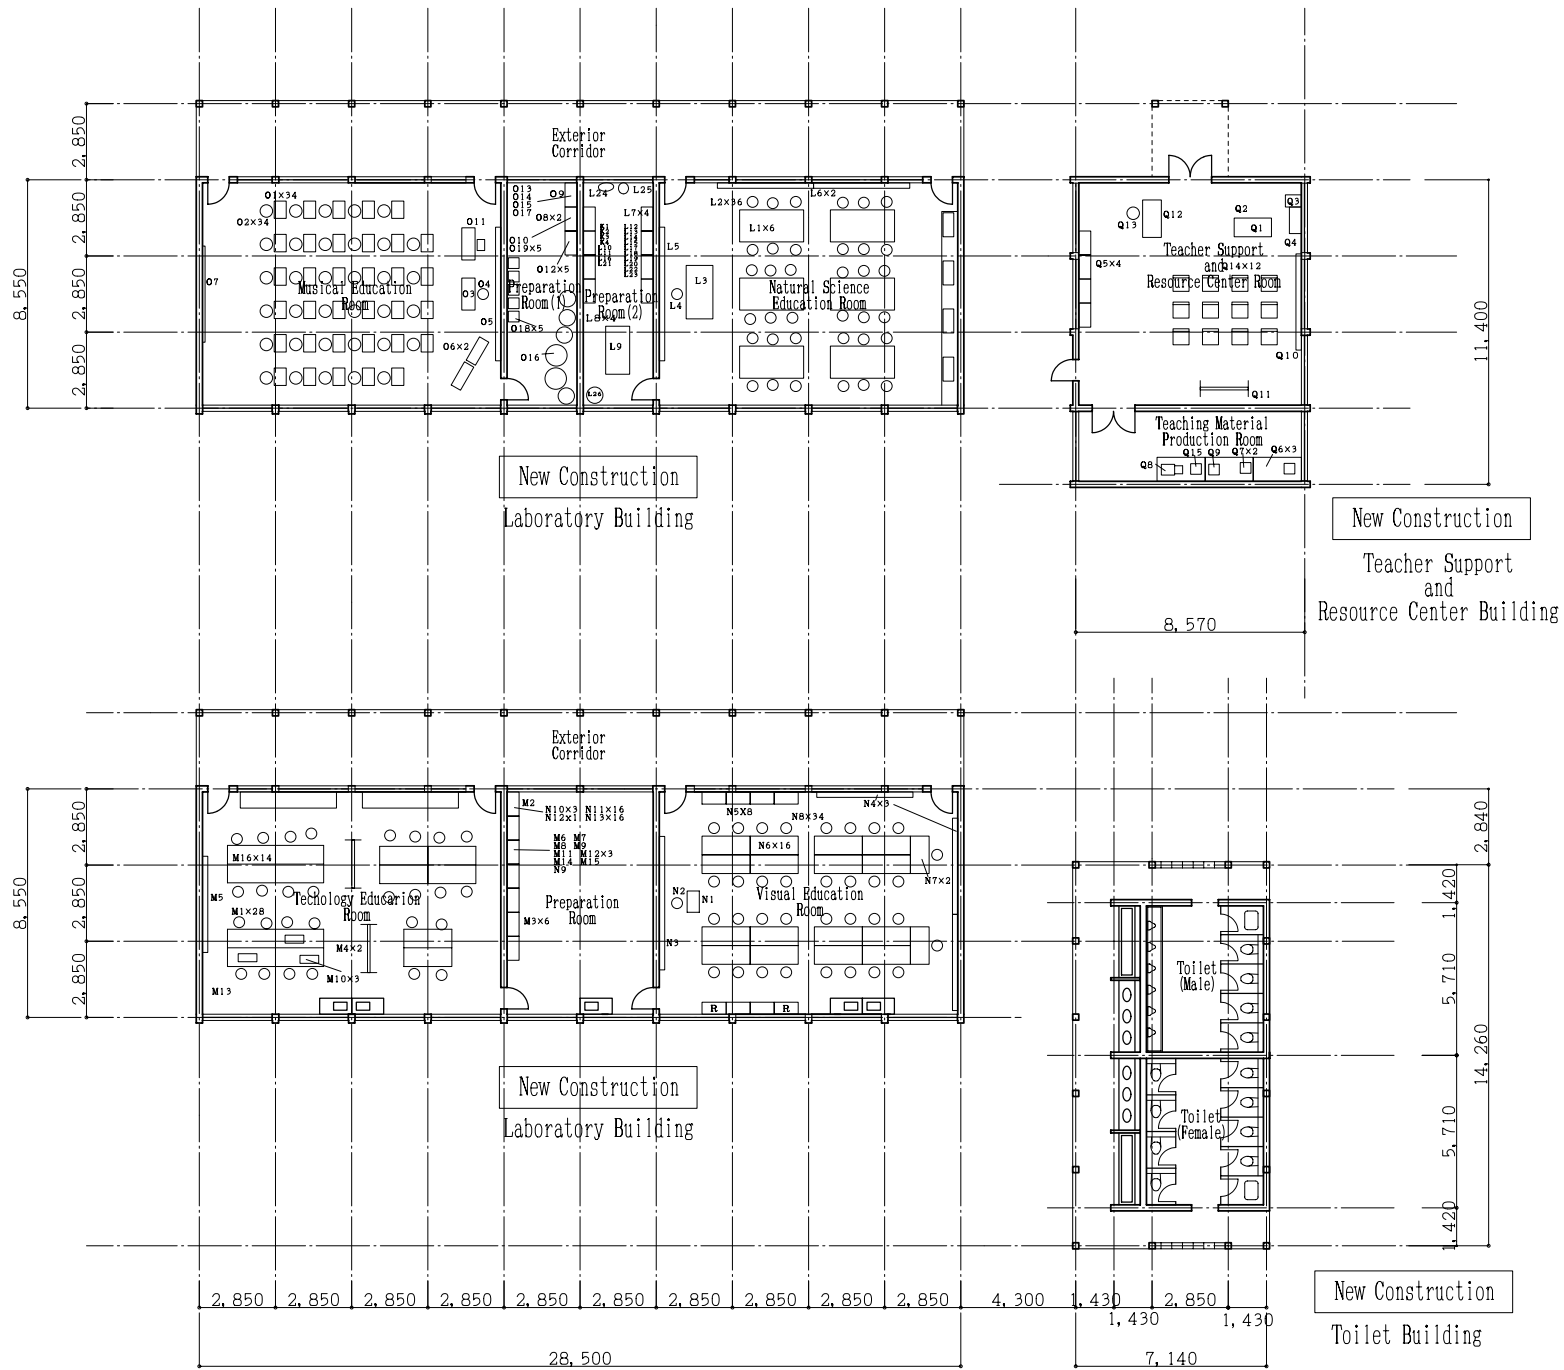 Exterior
Corridor
2,850
2,850
2,850
2,850
8,550
O1×34
O2×34
O7
Musical Education
Room
O11
O4
O3
O5
O6×2
O13
O14
O15
O17
O9
O8×2
O10
O19×5
O12×5
Preparation
Room(1)
O18×5
O16
L24
L25
L7×4
Preparation
Room(2)
L8×4
L9
L26
L5
L3
L4
L2×36
L6×2
L1×6
Natural Science
Education Room
Q13
Q12
Q2
Q3
Q1
Q4
Teacher Support
and
Resource Center Room
Q5×4
Q14×12
Q10
Q11
Teaching Material
Production Room
Q8
Q15
Q9
Q7×2
Q6×3
11,400
New Construction
Laboratory Building
New Construction
Teacher Support
and
Resource Center Building
8,570
Exterior
Corridor
2,850
2,850
2,850
8,550
M16×14
M5
Techology Educarion
Room
M1×28
M4×2
M10×3
M13
M2
N10×3 N11×16
N12×1 N13×16
M6 M7
M8 M9
M11 M12×3
M14 M15
N9
Preparation
Room
M3×6
N5X8
N4×3
N8×34
N6×16
N7×2
N2
N1
N3
Visual Education
Room
R
R
2,840
1,420
5,710
5,710
1,420
14,260
Toilet
(Male)
Toilet
(Female)
New Construction
Laboratory Building
New Construction
Toilet Building
2,850
2,850
2,850
2,850
2,850
2,850
2,850
2,850
2,850
2,850
4,300
1,430
1,430
2,850
1,430
28,500
7,140